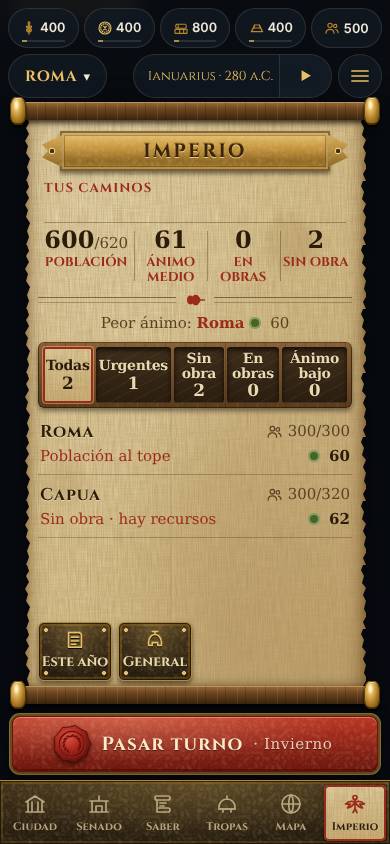 400 400 800 400 500
ROMA ▾ IANUARIUS · 280 A.C.
IMPERIO
TUS CAMINOS
600/620 61 0 2
POBLACIÓN ÁNIMO MEDIO EN OBRAS SIN OBRA
Peor ánimo: Roma 60
Todas 2 Urgentes 1 Sin obra 2 En obras 0 Ánimo bajo 0
ROMA 300/300
Población al tope 60
CAPUA 300/320
Sin obra · hay recursos 62
ESTE AÑO GENERAL
PASAR TURNO · Invierno
CIUDAD SENADO SABER TROPAS MAPA IMPERIO